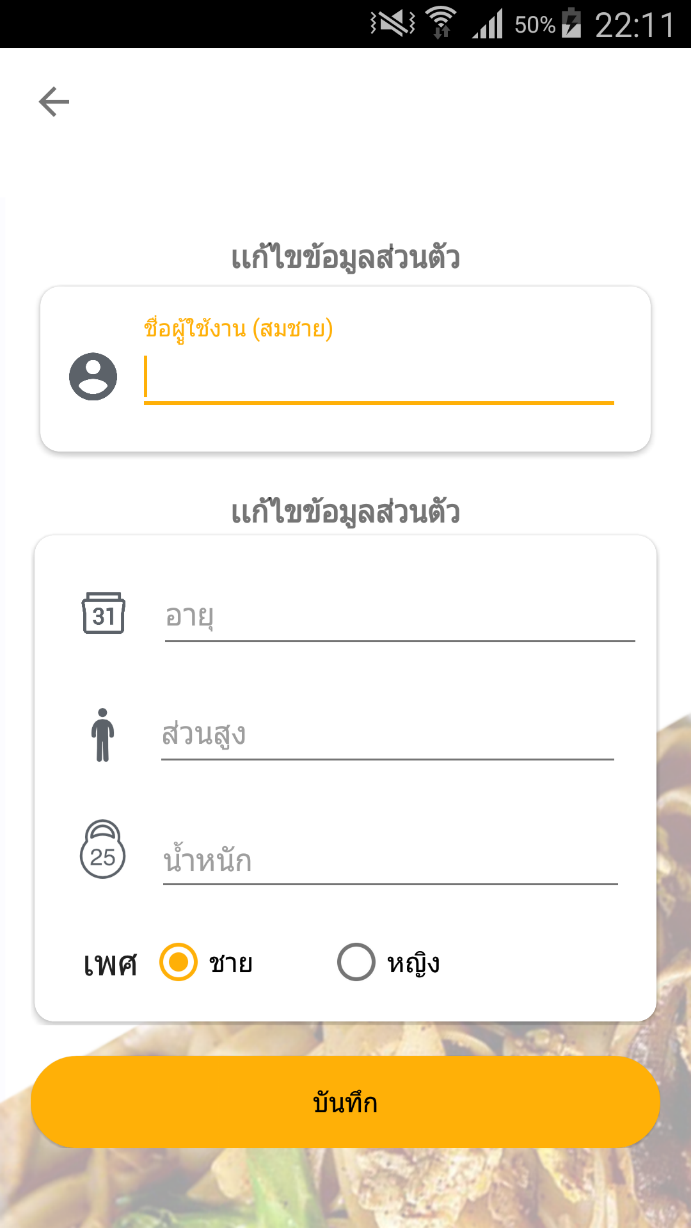 50% 22:11
แก้ไขข้อมูลส่วนตัว
ชื่อผู้ใช้งาน (สมชาย)
แก้ไขข้อมูลส่วนตัว
31 อายุ
ส่วนสูง
25 น้ำหนัก
เพศ ชาย หญิง
บันทึก